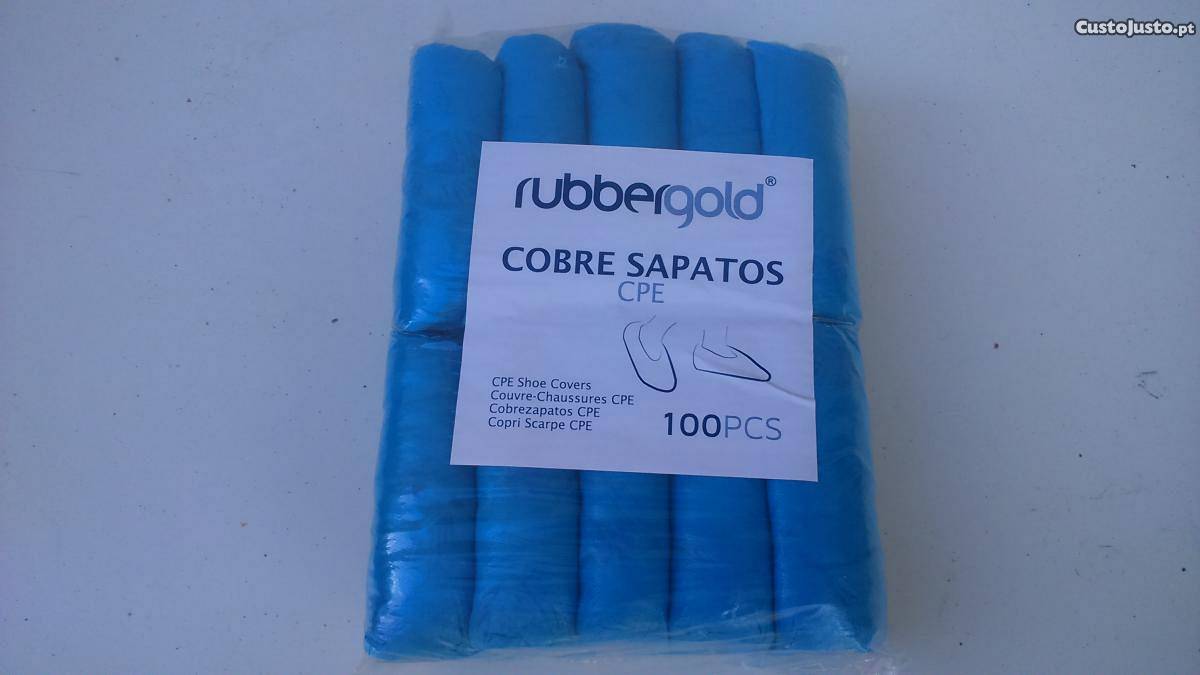 CustoJusto.pt
rubbergold®
COBRE SAPATOS
CPE
CPE Shoe Covers
Couvre-Chaussures CPE
Cobrezapatos CPE
Copri Scarpe CPE
100PCS